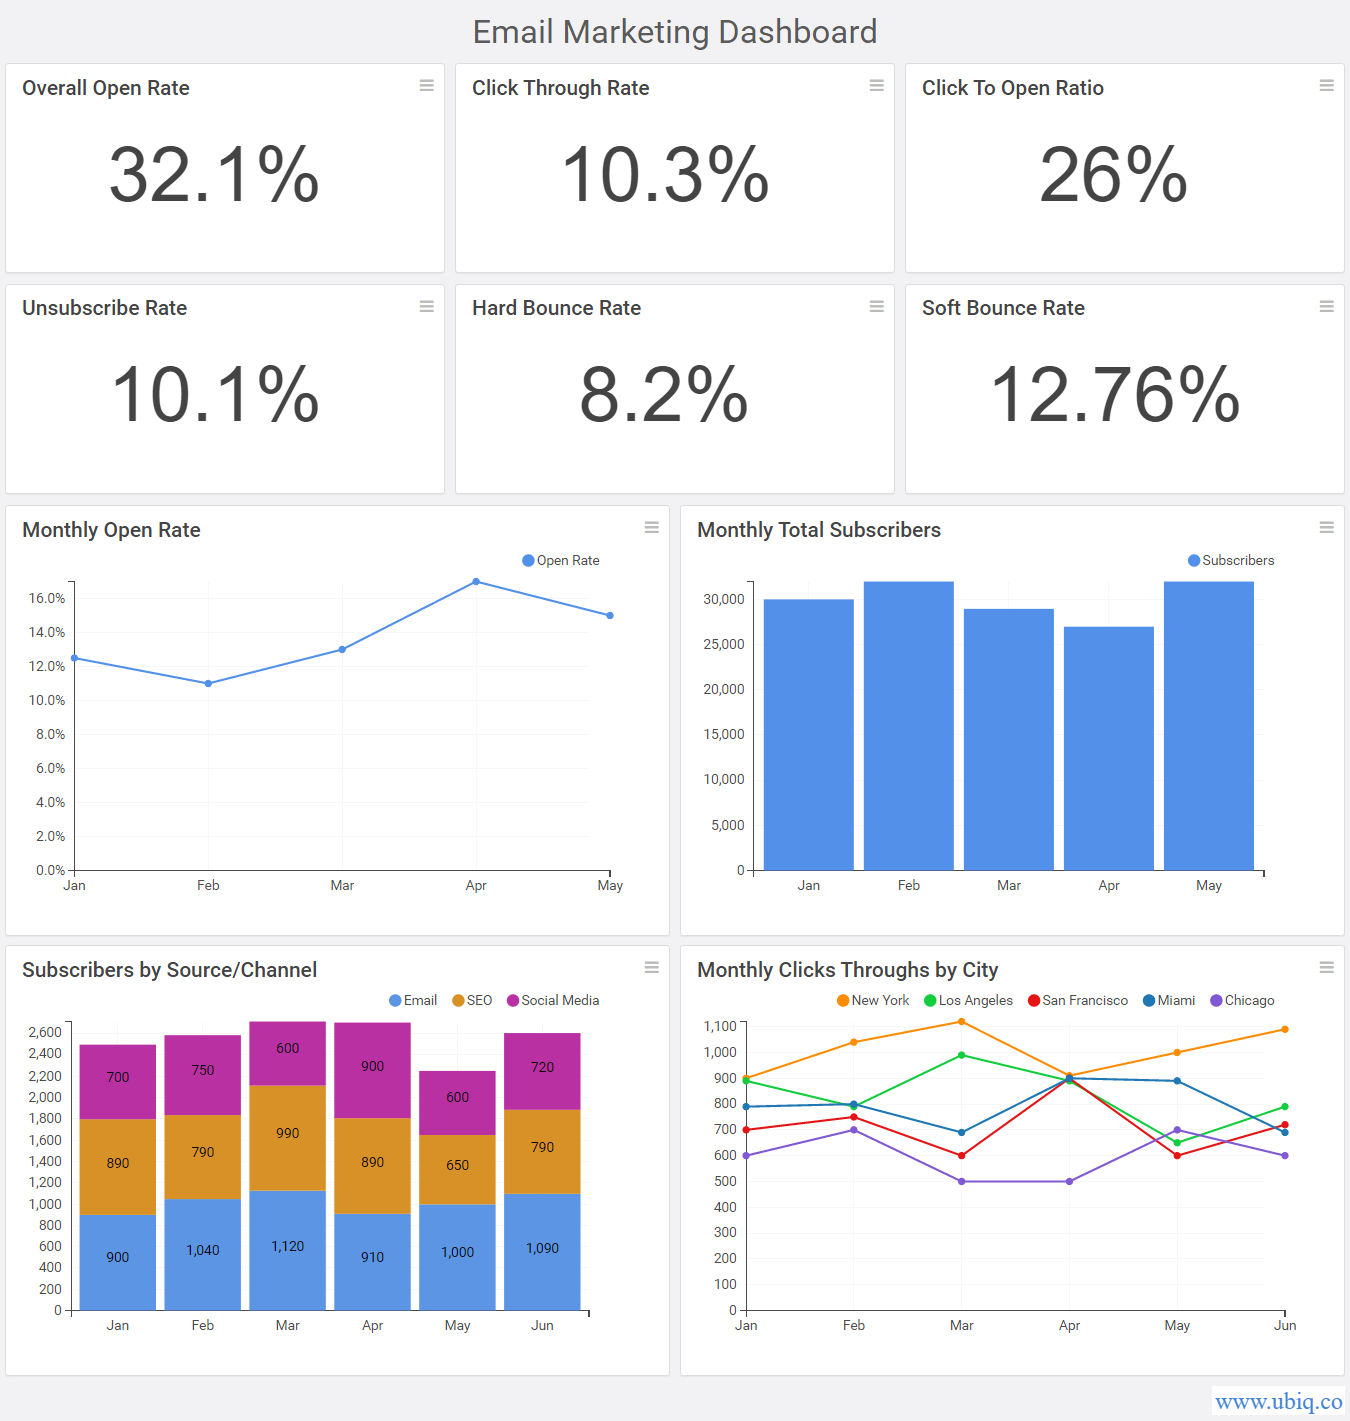 Email Marketing Dashboard
Overall Open Rate
32.1%
Click Through Rate
10.3%
Click To Open Ratio
26%
Unsubscribe Rate
10.1%
Hard Bounce Rate
8.2%
Soft Bounce Rate
12.76%
Monthly Open Rate
Open Rate
16.0%
14.0%
12.0%
10.0%
8.0%
6.0%
4.0%
2.0%
0.0%
Jan Feb Mar Apr May
Monthly Total Subscribers
Subscribers
30,000
25,000
20,000
15,000
10,000
5,000
0
Jan Feb Mar Apr May
Subscribers by Source/Channel
Email SEO Social Media
2,600
2,400
2,200
2,000
1,800
1,600
1,400
1,200
1,000
800
600
400
200
0
700 750 600 900 600 720
890 790 990 890 650 790
900 1,040 1,120 910 1,000 1,090
Jan Feb Mar Apr May Jun
Monthly Clicks Throughs by City
New York Los Angeles San Francisco Miami Chicago
1,100
1,000
900
800
700
600
500
400
300
200
100
0
Jan Feb Mar Apr May Jun
www.ubiq.co